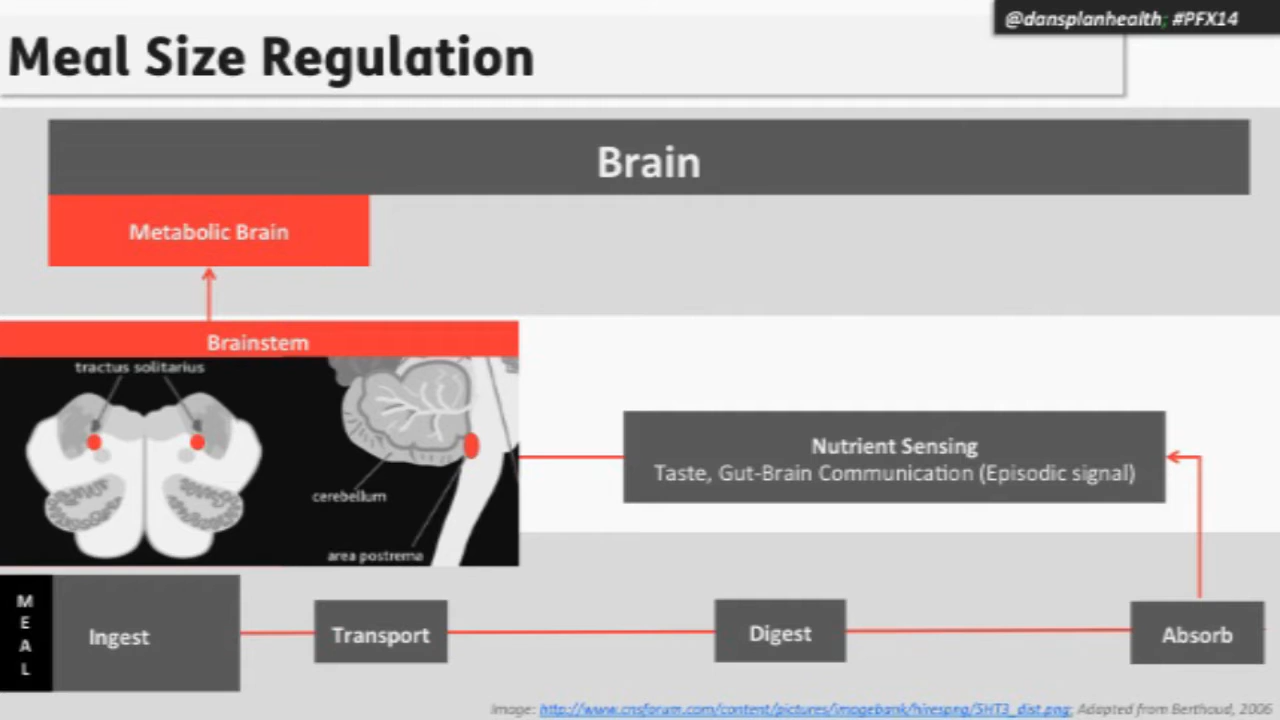 @dansplanhealth; #PFX14
Meal Size Regulation
Brain
Metabolic Brain
Brainstem
tractus solitarius
cerebellum
area postrema
Nutrient Sensing
Taste, Gut-Brain Communication (Episodic signal)
MEAL
Ingest
Transport
Digest
Absorb
Image: http://www.cnsforum.com/content/pictures/imagebank/hirespng/5HT3_dist.png; Adapted from Berthoud, 2006